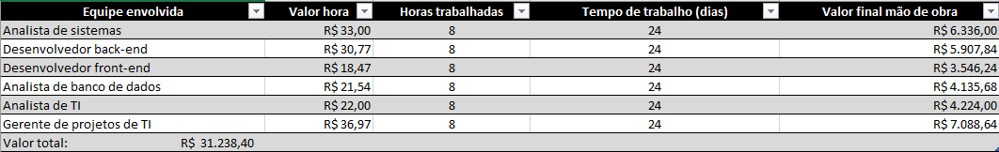 Equipe envolvida Valor hora Horas trabalhadas Tempo de trabalho (dias) Valor final mão de obra
Analista de sistemas R$ 33,00 8 24 R$ 6.336,00
Desenvolvedor back-end R$ 30,77 8 24 R$ 5.907,84
Desenvolvedor front-end R$ 18,47 8 24 R$ 3.546,24
Analista de banco de dados R$ 21,54 8 24 R$ 4.135,68
Analista de TI R$ 22,00 8 24 R$ 4.224,00
Gerente de projetos de TI R$ 36,97 8 24 R$ 7.088,64
Valor total: R$ 31.238,40